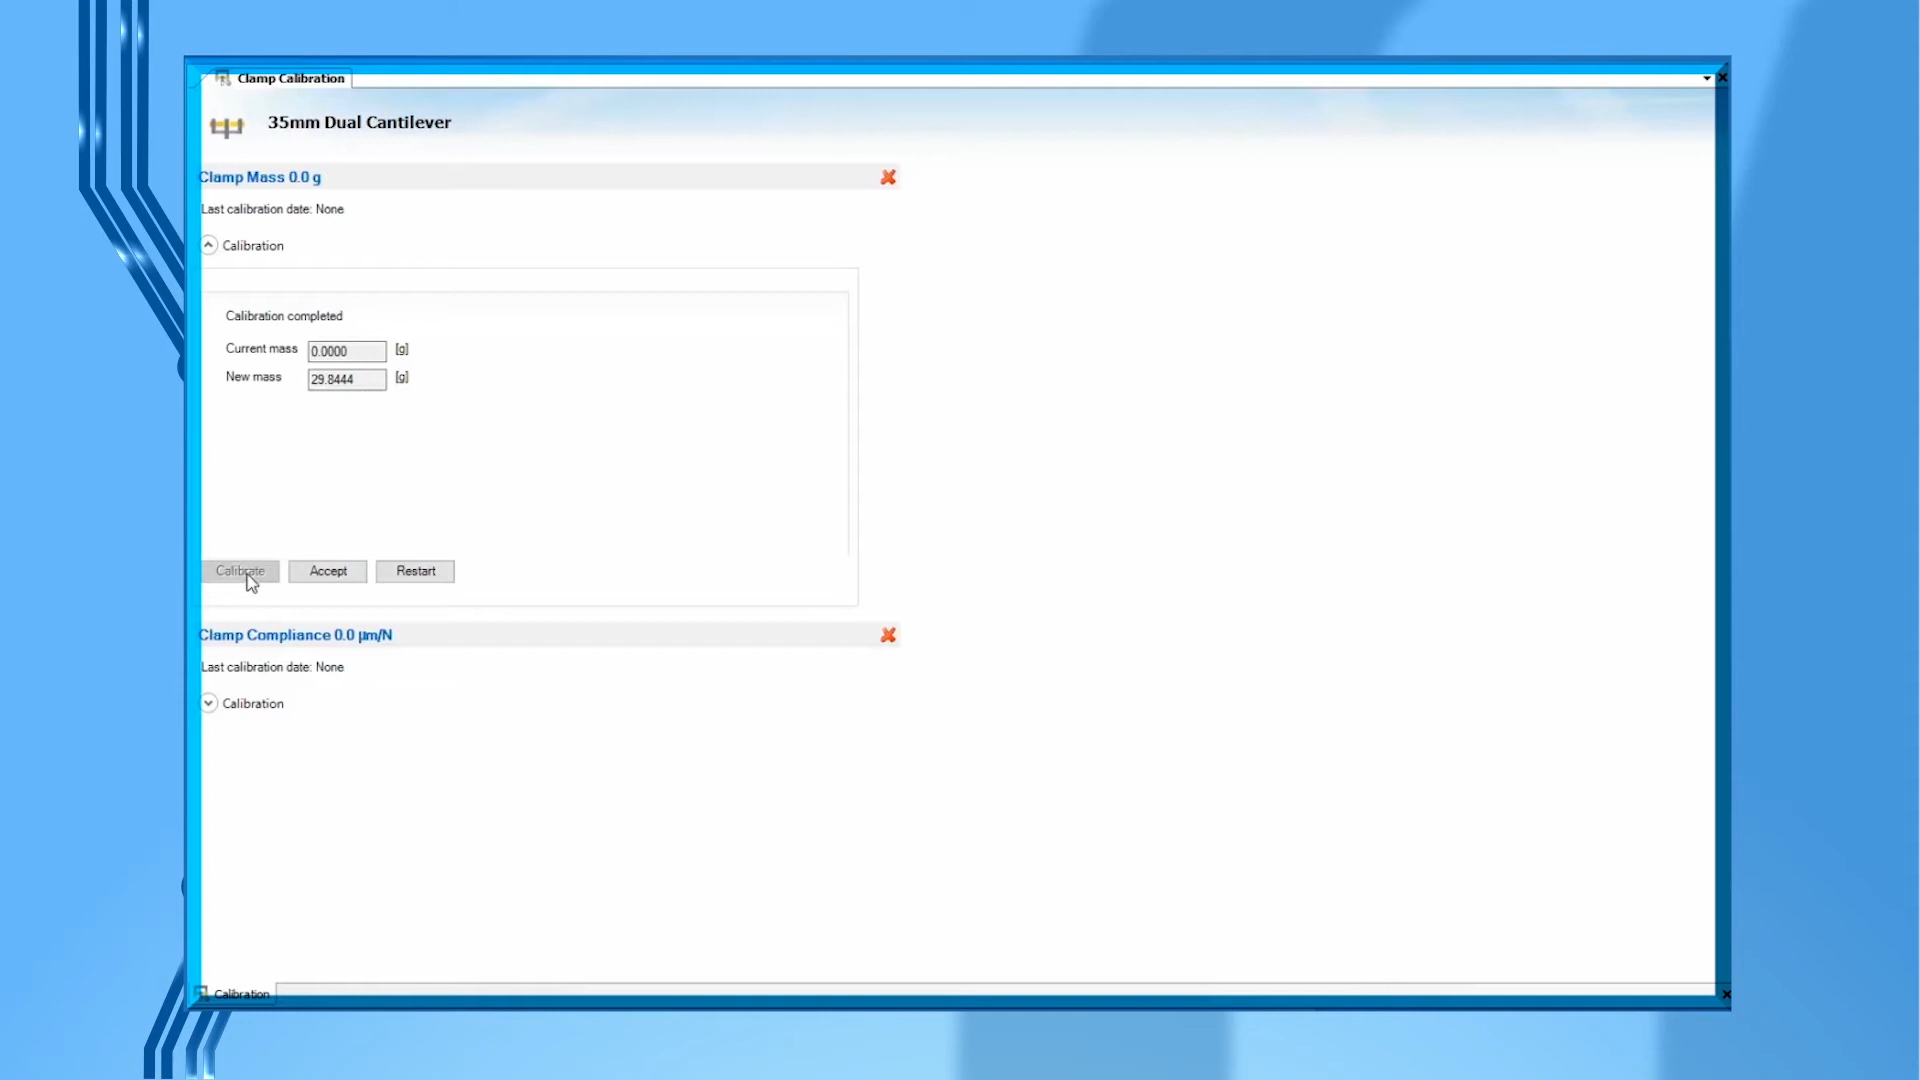 Clamp Calibration
35mm Dual Cantilever
Clamp Mass 0.0 g
Last calibration date: None
Calibration
Calibration completed
Current mass 0.0000 [g]
New mass 29.8444 [g]
Calibrate Accept Restart
Clamp Compliance 0.0 µm/N
Last calibration date: None
Calibration
Calibration